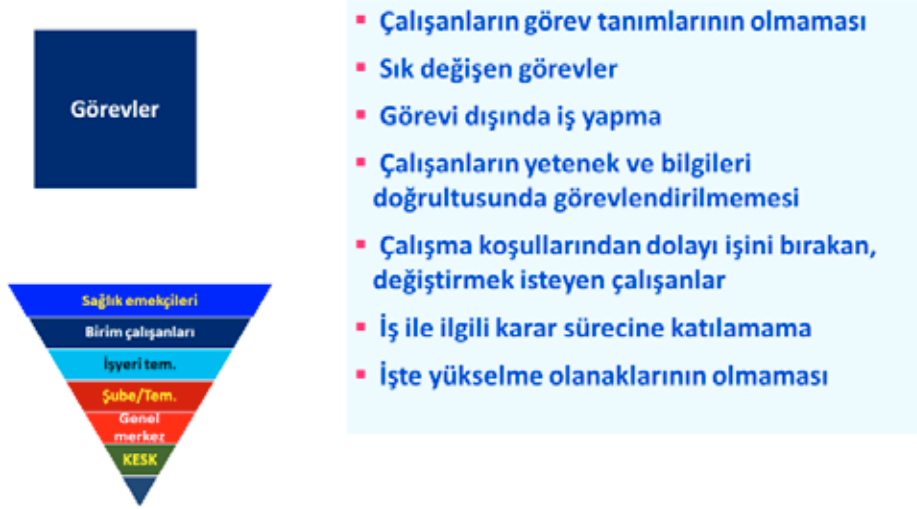 Görevler
▪ Çalışanların görev tanımlarının olmaması
▪ Sık değişen görevler
▪ Görevi dışında iş yapma
▪ Çalışanların yetenek ve bilgileri
doğrultusunda görevlendirilmemesi
▪ Çalışma koşullarından dolayı işini bırakan,
değiştirmek isteyen çalışanlar
▪ İş ile ilgili karar sürecine katılamama
▪ İşte yükselme olanaklarının olmaması
Sağlık emekçileri
Birim çalışanları
İşyeri tem.
Şube/Tem.
Genel
merkez
KESK